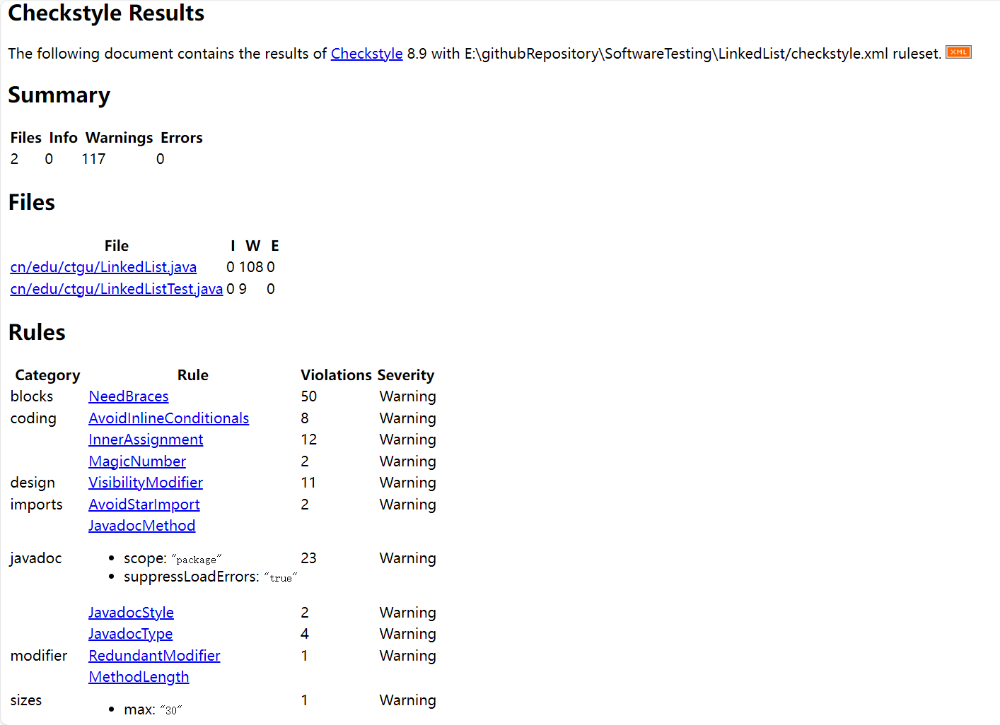 Checkstyle Results
The following document contains the results of Checkstyle 8.9 with E:\githubRepository\SoftwareTesting\LinkedList/checkstyle.xml ruleset. XML
Summary
Files Info Warnings Errors
2 0 117 0
Files
File I W E
cn/edu/ctgu/LinkedList.java 0 108 0
cn/edu/ctgu/LinkedListTest.java 0 9 0
Rules
Category Rule Violations Severity
blocks NeedBraces 50 Warning
coding AvoidInlineConditionals 8 Warning
InnerAssignment 12 Warning
MagicNumber 2 Warning
design VisibilityModifier 11 Warning
imports AvoidStarImport 2 Warning
JavadocMethod
javadoc • scope: "package" 23 Warning
• suppressLoadErrors: "true"
JavadocStyle 2 Warning
JavadocType 4 Warning
modifier RedundantModifier 1 Warning
MethodLength
sizes 1 Warning
• max: "30"